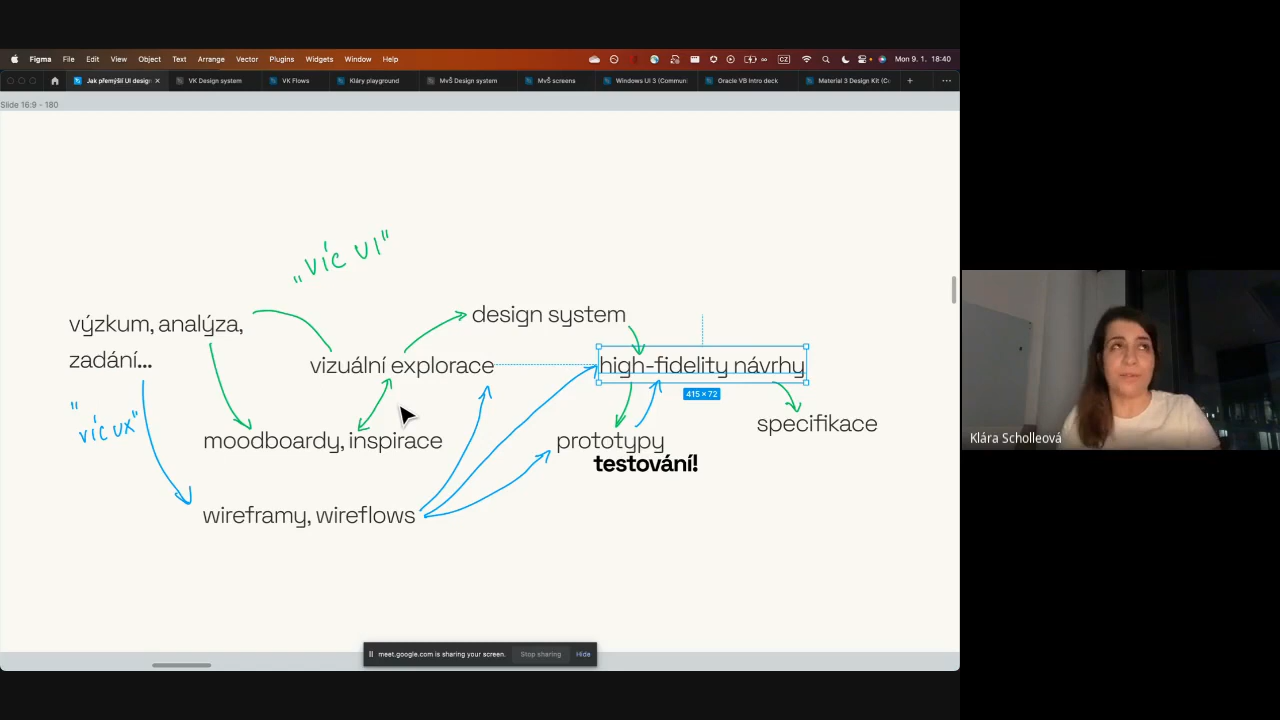 Figma File Edit View Object Text Arrange Vector Plugins Widgets Window Help
CZ Mon 9. 1. 18:40
Jak přemýšlí UI design VK Design system VK Flows Kláry playground MvŠ Design system MvŠ screens Windows UI 3 (Commun Oracle VB Intro deck Material 3 Design Kit (Co
Slide 16:9 - 180
„víc UI"
výzkum, analýza,
zadání...
design system
vizuální explorace
high-fidelity návrhy
415 × 72
"víc UX"
specifikace
moodboardy, inspirace
prototypy
testování!
wireframy, wireflows
Klára Scholleová
meet.google.com is sharing your screen. Stop sharing Hide